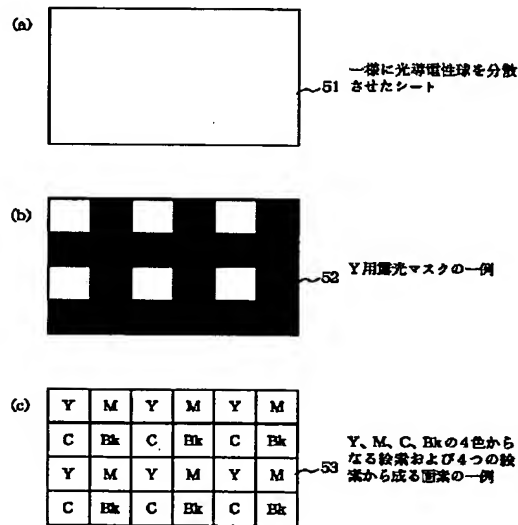 (a)
51
一様に光導電性球を分散
させたシート
(b)
52
Y用露光マスクの一例
(c)
Y M Y M Y M
C Bk C Bk C Bk
Y M Y M Y M
C Bk C Bk C Bk
53
Y、M、C、Bkの4色から
なる絵素および4つの絵
素から成る画素の一例